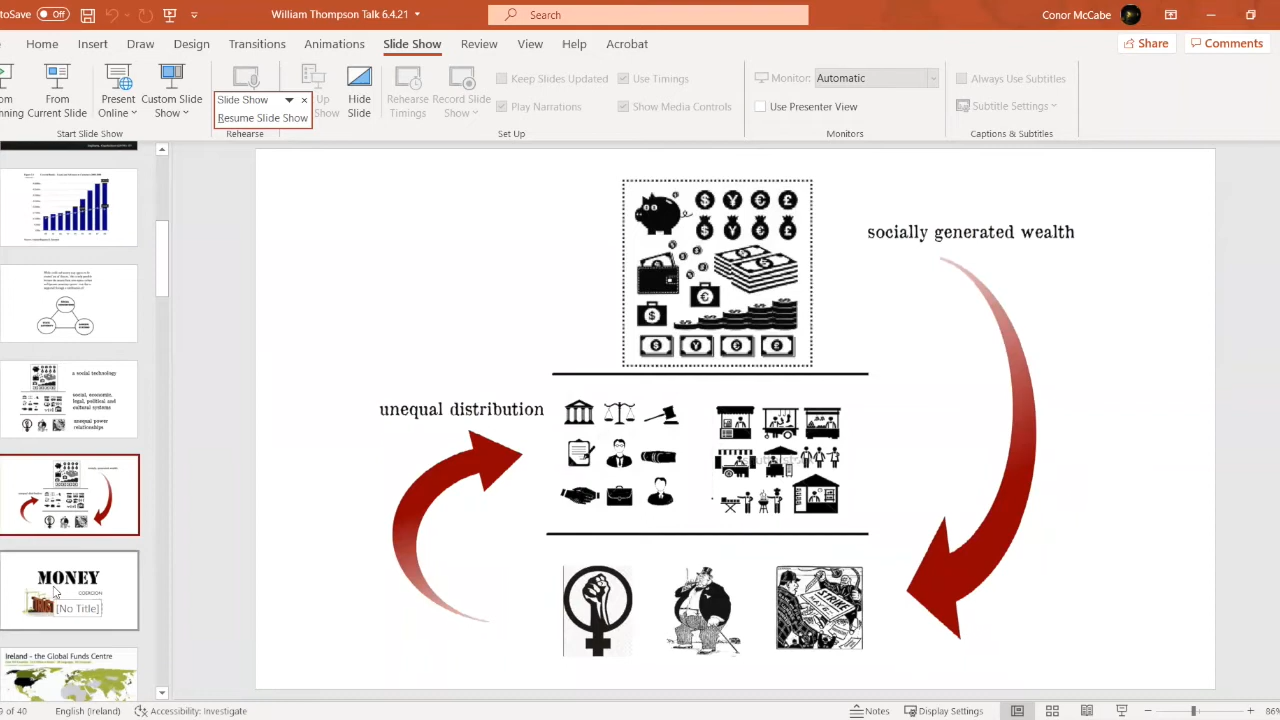 toSave Off William Thompson Talk 6.4.21 Search Conor McCabe
Home Insert Draw Design Transitions Animations Slide Show Review View Help Acrobat Share Comments
From Current Slide
Present Online
Custom Slide Show
Slide Show
Resume Slide Show
Hide Slide
Rehearse Timings
Record Slide Show
Keep Slides Updated
Play Narrations
Use Timings
Show Media Controls
Monitor: Automatic
Use Presenter View
Always Use Subtitles
Subtitle Settings
Start Slide Show Rehearse Set Up Monitors Captions & Subtitles
socially generated wealth
unequal distribution
STRIKE
a social technology
social, economic,
legal, political and
cultural systems
unequal power
relationships
MONEY
COERCION
[No Title]
Ireland - the Global Funds Centre
9 of 40 English (Ireland) Accessibility: Investigate Notes Display Settings 86%